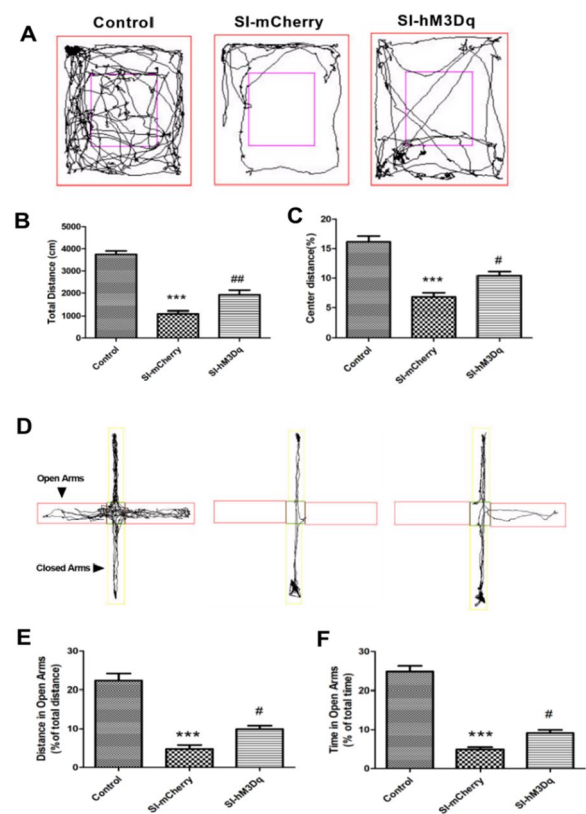 A
Control
SI-mCherry
SI-hM3Dq
B
Total Distance (cm)
5000
4000
3000
2000
1000
0
***
##
Control
SI-mCherry
SI-hM3Dq
C
Center distance(%)
20
15
10
5
0
***
#
Control
SI-mCherry
SI-hM3Dq
D
Open Arms
Closed Arms
E
Distance in Open Arms
(% of total distance)
30
20
10
0
***
#
Control
SI-mCherry
SI-hM3Dq
F
Time in Open Arms
(% of total time)
30
20
10
0
***
#
Control
SI-mCherry
SI-hM3Dq